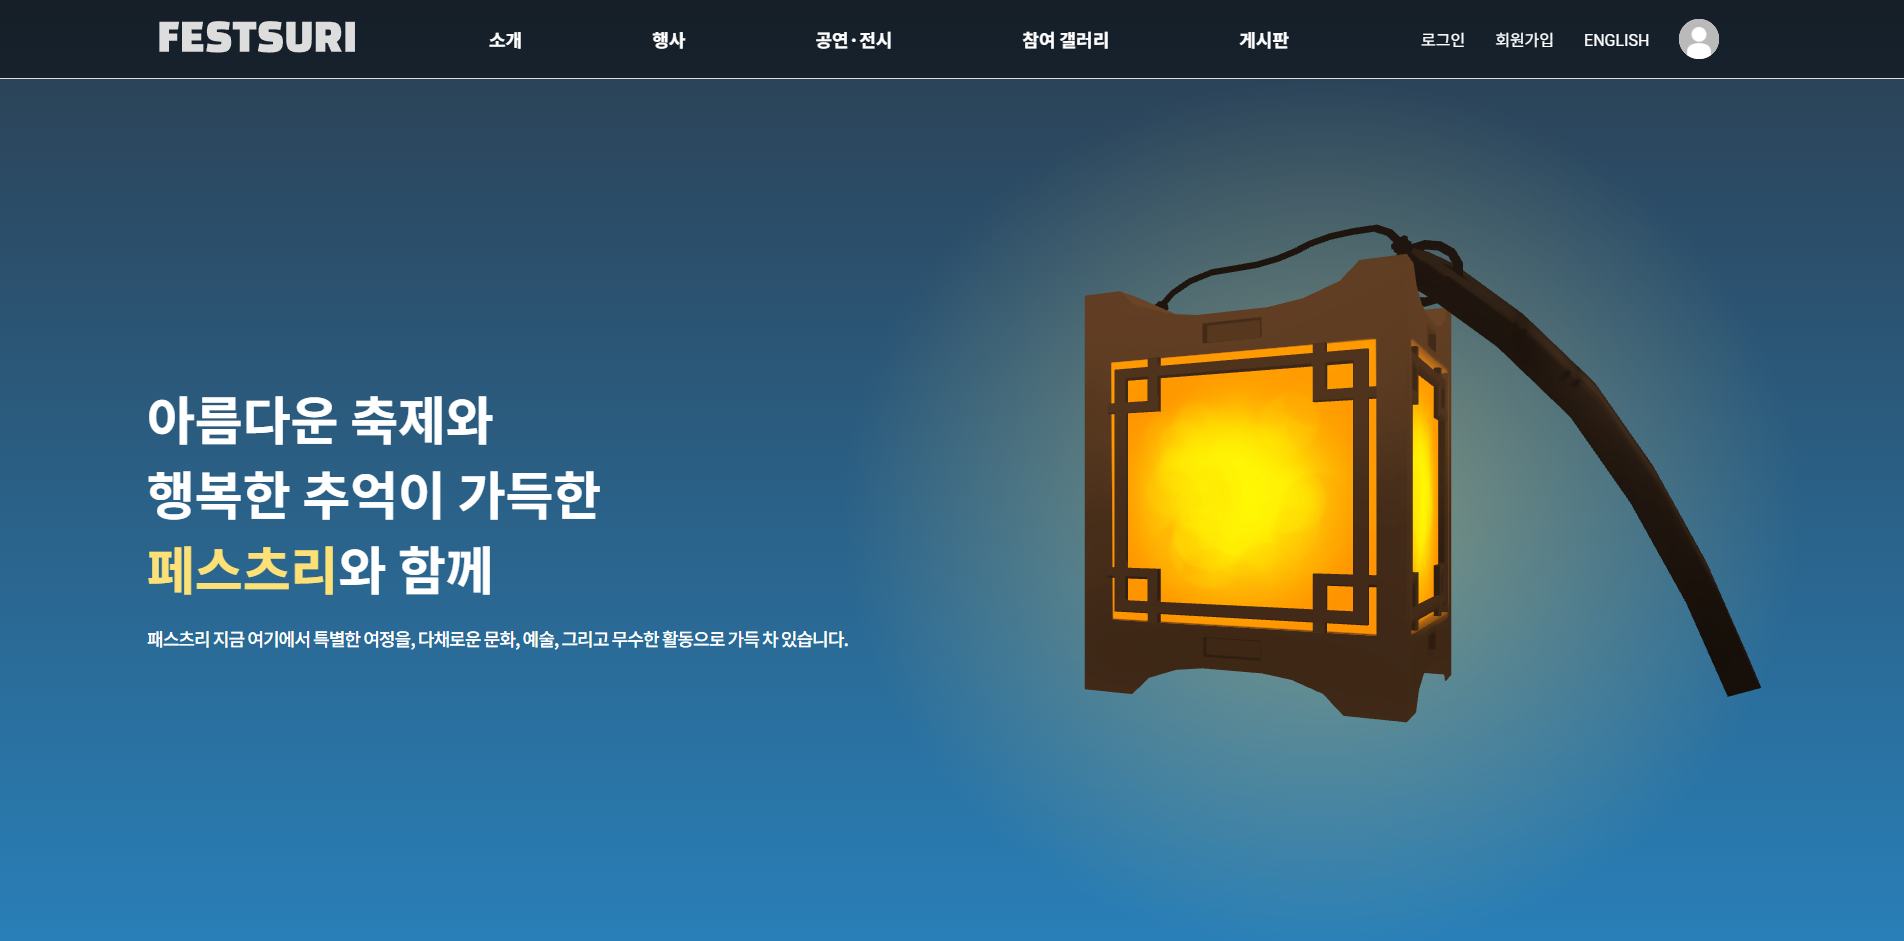 FESTSURI
소개
행사
공연·전시
참여 갤러리
게시판
로그인
회원가입
ENGLISH
아름다운 축제와
행복한 추억이 가득한
페스츠리와 함께
패스츠리 지금 여기에서 특별한 여정을, 다채로운 문화, 예술, 그리고 무수한 활동으로 가득 차 있습니다.